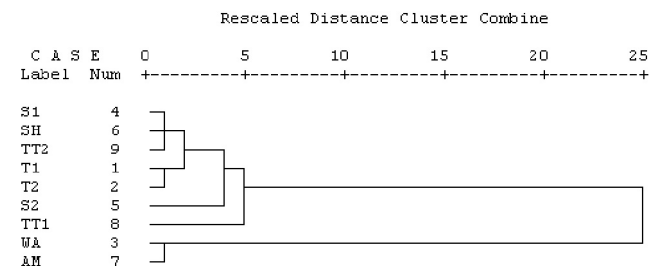 Rescaled Distance Cluster Combine
C A S E 0 5 10 15 20 25
Label Num +---------+---------+---------+---------+---------+
S1 4
SH 6
TT2 9
T1 1
T2 2
S2 5
TT1 8
WA 3
AM 7